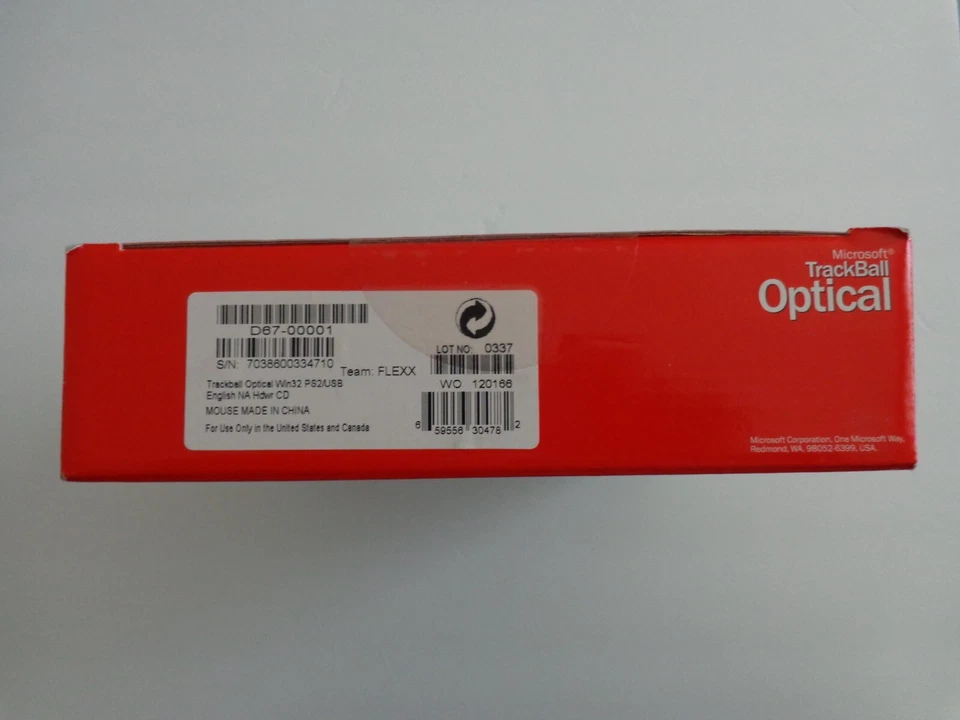 Microsoft®
TrackBall
Optical
D67-00001
S/N: 7038600334710
Team: FLEXX
LOT NO: 0337
WO 120166
Trackball Optical Win32 PS2/USB
English NA Hdwr CD
MOUSE MADE IN CHINA
For Use Only in the United States and Canada
6 59556 30478 2
Microsoft Corporation, One Microsoft Way,
Redmond, WA. 98052-6399, USA.